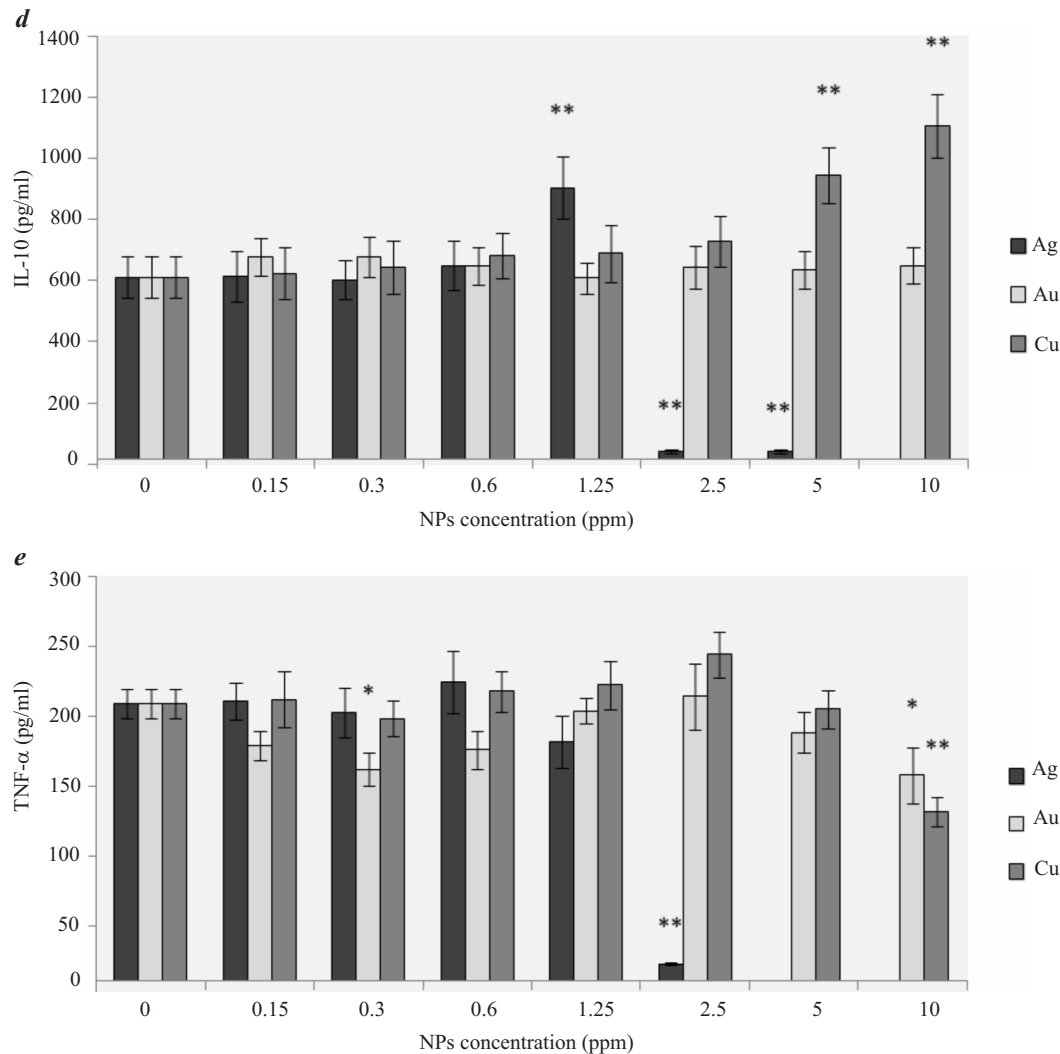 d
1400
1200
1000
800
600
400
200
0
IL-10 (pg/ml)
**
**
**
**
**
0 0.15 0.3 0.6 1.25 2.5 5 10
NPs concentration (ppm)
Ag
Au
Cu
e
300
250
200
150
100
50
0
TNF-α (pg/ml)
*
*
**
**
0 0.15 0.3 0.6 1.25 2.5 5 10
NPs concentration (ppm)
Ag
Au
Cu